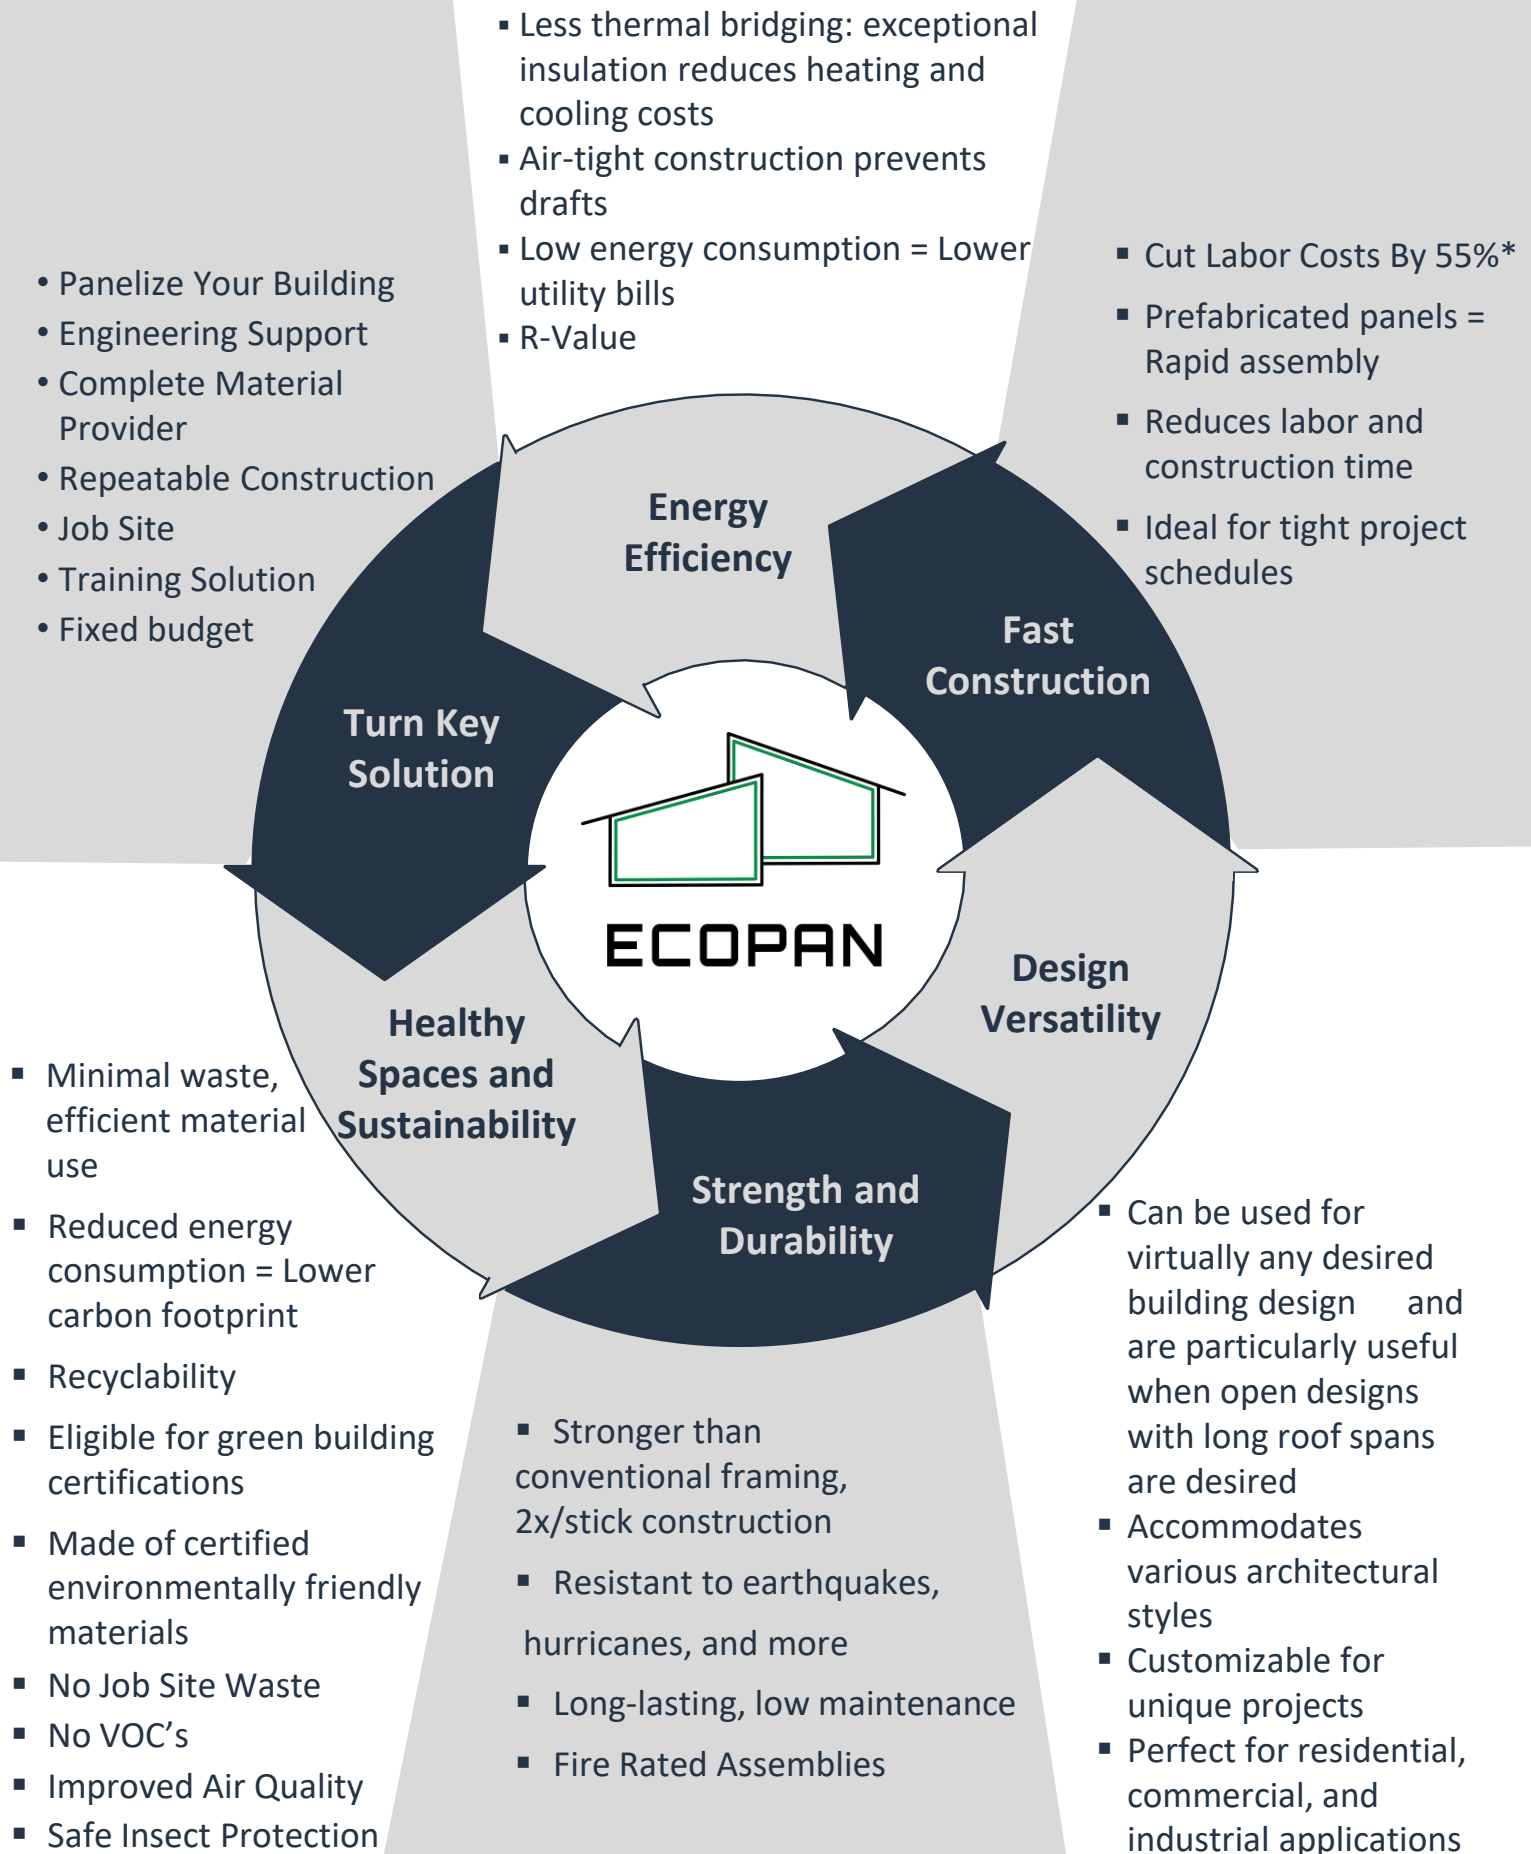 ▪ Less thermal bridging: exceptional
insulation reduces heating and
cooling costs
▪ Air-tight construction prevents
drafts
▪ Low energy consumption = Lower
utility bills
▪ R-Value
• Panelize Your Building
• Engineering Support
• Complete Material
Provider
• Repeatable Construction
• Job Site
• Training Solution
• Fixed budget
▪ Cut Labor Costs By 55%*
▪ Prefabricated panels =
Rapid assembly
▪ Reduces labor and
construction time
▪ Ideal for tight project
schedules
Energy
Efficiency
Fast
Construction
Turn Key
Solution
ECOPAN
Design
Versatility
Healthy
Spaces and
Sustainability
Strength and
Durability
▪ Minimal waste,
efficient material
use
▪ Reduced energy
consumption = Lower
carbon footprint
▪ Recyclability
▪ Eligible for green building
certifications
▪ Made of certified
environmentally friendly
materials
▪ No Job Site Waste
▪ No VOC’s
▪ Improved Air Quality
▪ Safe Insect Protection
▪ Stronger than
conventional framing,
2x/stick construction
▪ Resistant to earthquakes,
hurricanes, and more
▪ Long-lasting, low maintenance
▪ Fire Rated Assemblies
▪ Can be used for
virtually any desired
building design and
are particularly useful
when open designs
with long roof spans
are desired
▪ Accommodates
various architectural
styles
▪ Customizable for
unique projects
▪ Perfect for residential,
commercial, and
industrial applications